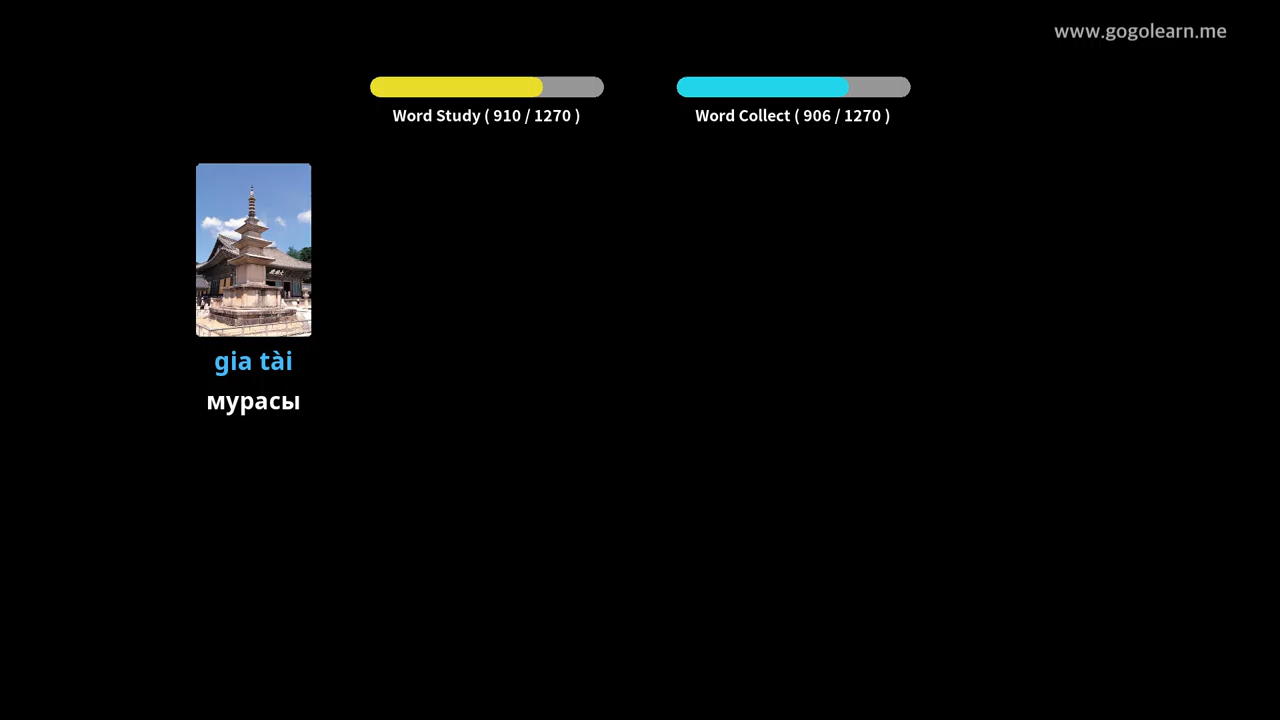 www.gogolearn.me
Word Study ( 910 / 1270 )
Word Collect ( 906 / 1270 )
gia tài
мурасы